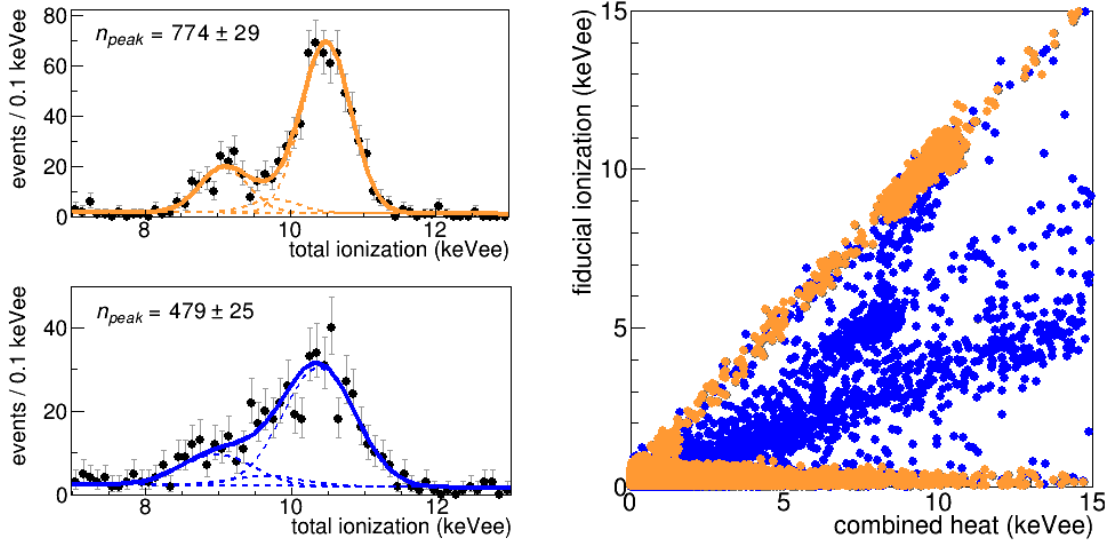 n_peak = 774 ± 29
events / 0.1 keVee
80
60
40
20
0
8 10 12
total ionization (keVee)
n_peak = 479 ± 25
events / 0.1 keVee
40
20
0
8 10 12
total ionization (keVee)
fiducial ionization (keVee)
15
10
5
0
0 5 10 15
combined heat (keVee)